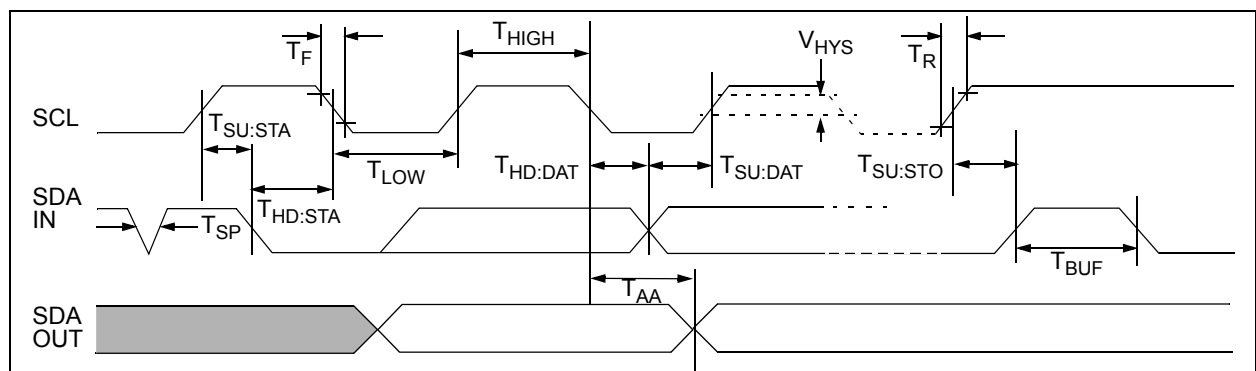 T_F
T_HIGH
V_HYS
T_R
SCL
T_SU:STA
T_LOW
T_HD:DAT
T_SU:DAT
T_SU:STO
SDA
IN
T_SP
T_HD:STA
T_BUF
T_AA
SDA
OUT